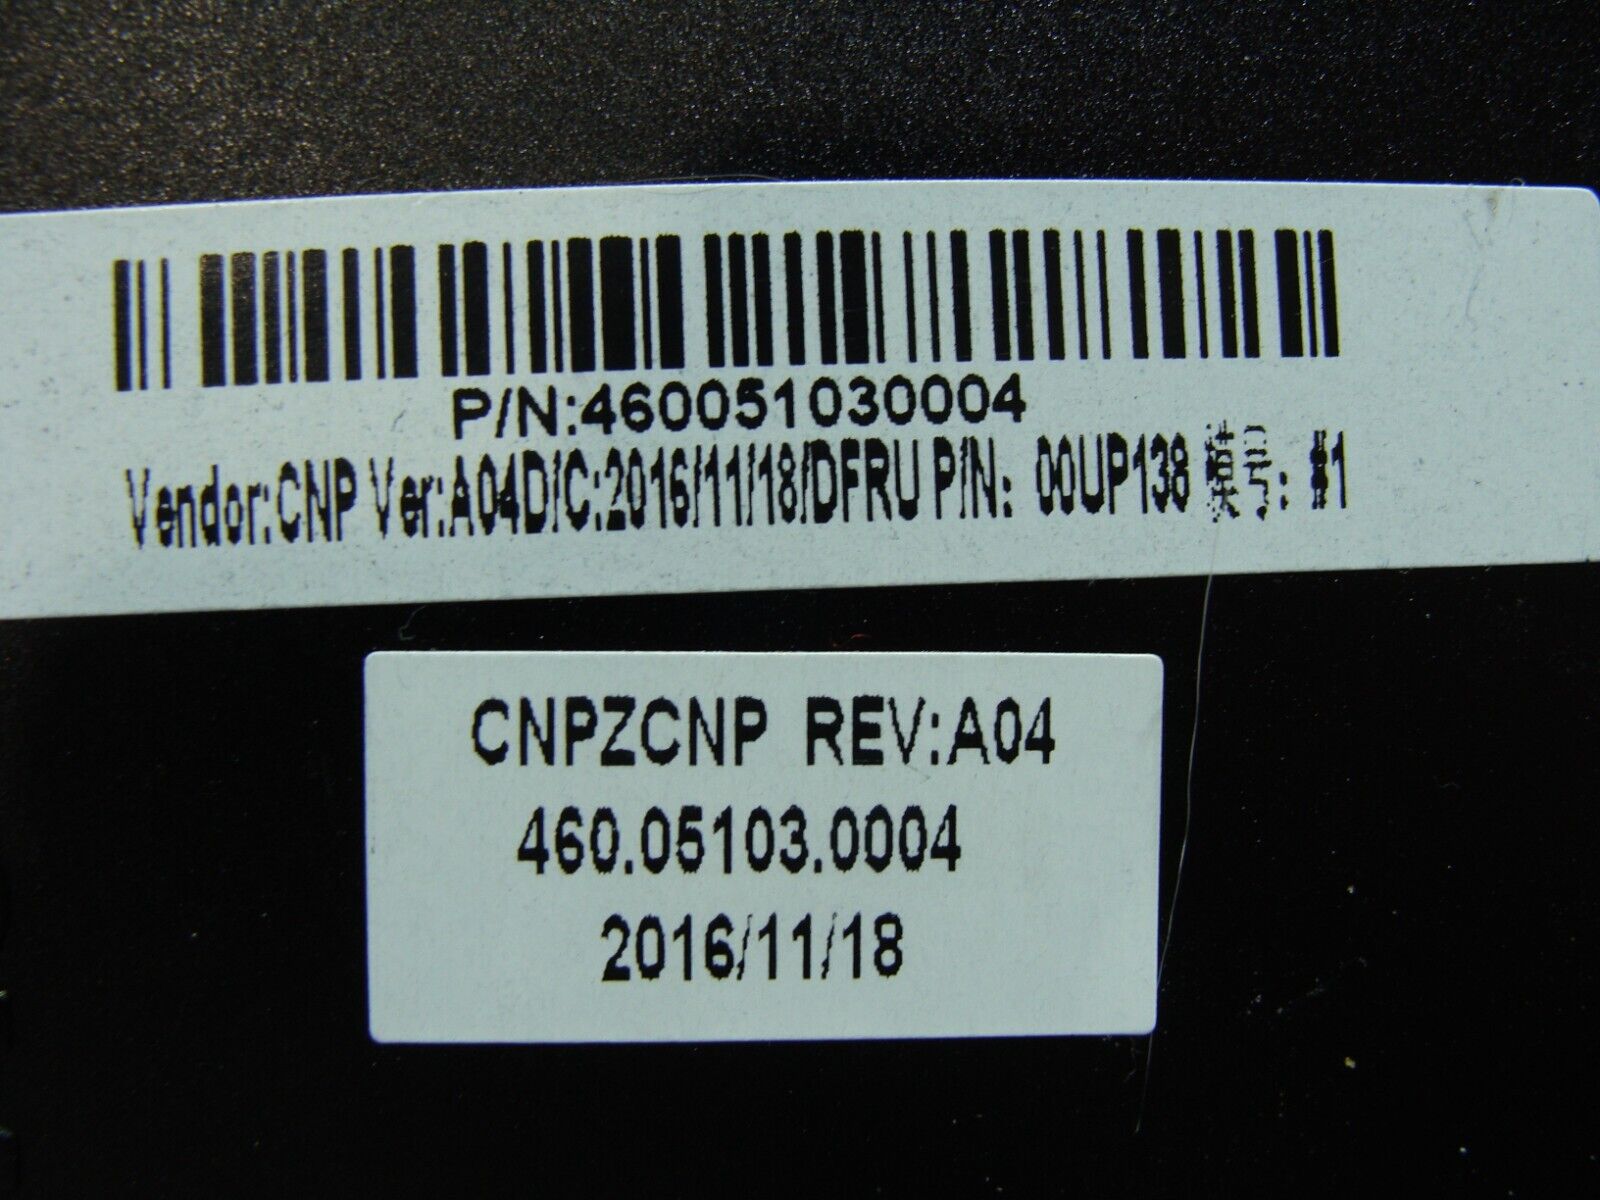 P/N:460051030004
Vendor:CNP Ver:A04D/C:2016/11/18/DFRU P/N: 00UP138 模号: #1
CNPZCNP REV:A04
460.05103.0004
2016/11/18